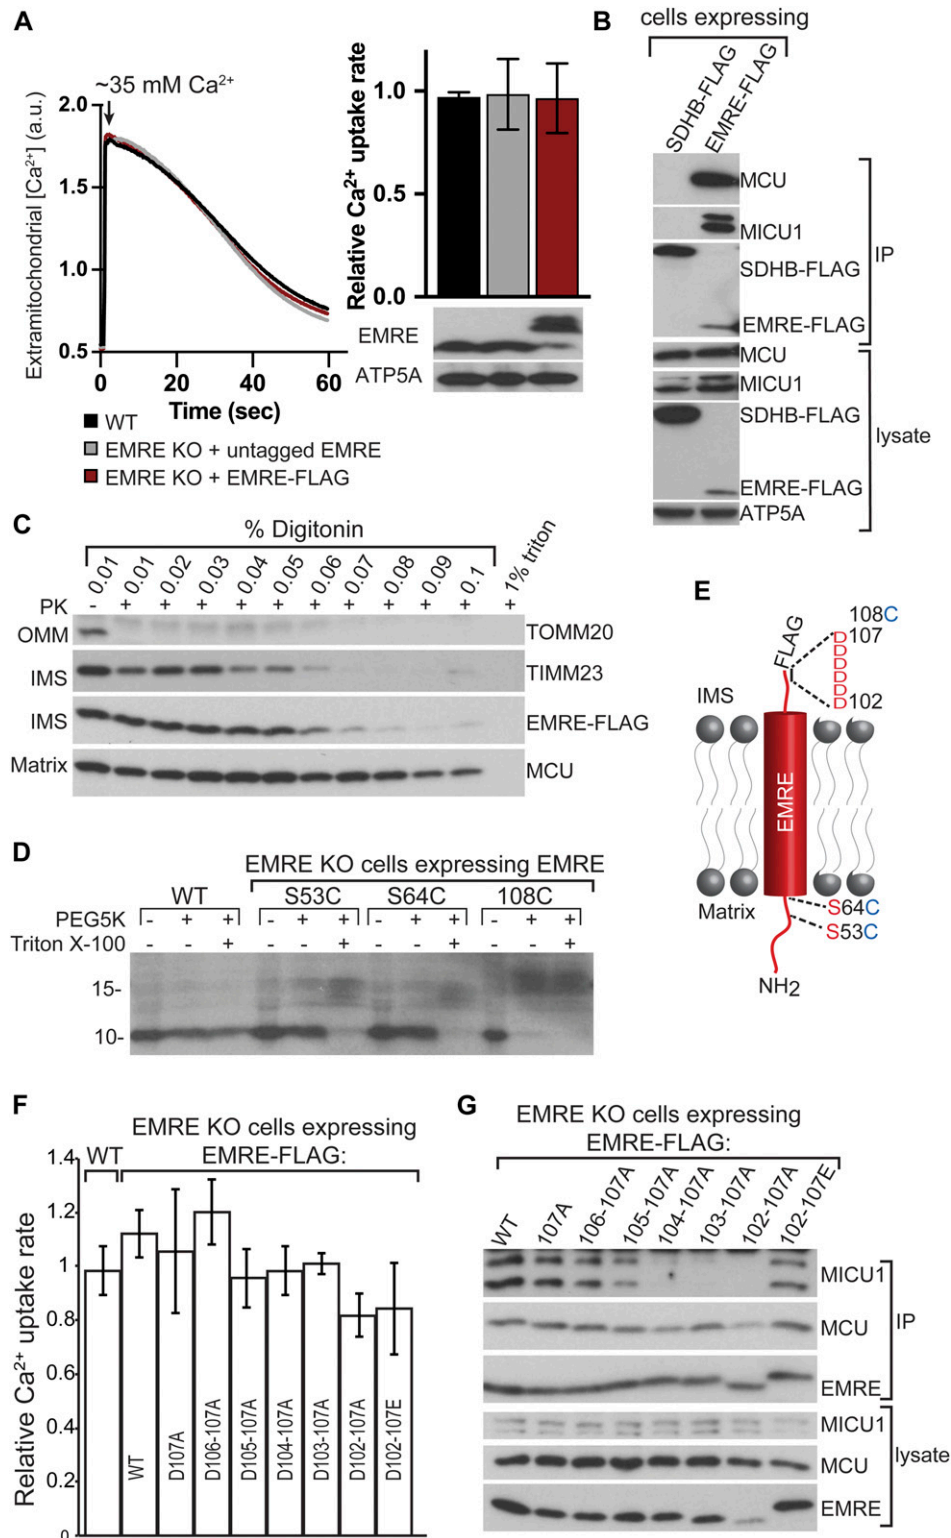 A
~35 mM Ca²⁺
Extramitochondrial [Ca²⁺] (a.u.)
2.0
1.5
1.0
0.5
0 20 40 60
Time (sec)
WT
EMRE KO + untagged EMRE
EMRE KO + EMRE-FLAG
Relative Ca²⁺ uptake rate
1.0
0.5
0.0
EMRE
ATP5A
B
cells expressing
SDHB-FLAG
EMRE-FLAG
MCU
MICU1
SDHB-FLAG
EMRE-FLAG
IP
MCU
MICU1
SDHB-FLAG
EMRE-FLAG
ATP5A
lysate
C
% Digitonin
0.01 0.01 0.02 0.03 0.04 0.05 0.06 0.07 0.08 0.09 0.1 1% triton
PK - + + + + + + + + + + +
OMM TOMM20
IMS TIMM23
IMS EMRE-FLAG
Matrix MCU
D
EMRE KO cells expressing EMRE
WT S53C S64C 108C
PEG5K - + + - + + - + + - + +
Triton X-100 - - + - - + - - + - - +
15-
10-
E
FLAG
108C
D107
D
D
D
D
D102
IMS
EMRE
Matrix
S64C
S53C
NH2
F
EMRE KO cells expressing
WT EMRE-FLAG:
Relative Ca²⁺ uptake rate
1.4
1.2
1
0.8
0.6
0.4
0.2
0
WT
D107A
D106-107A
D105-107A
D104-107A
D103-107A
D102-107A
D102-107E
G
EMRE KO cells expressing
EMRE-FLAG:
WT
107A
106-107A
105-107A
104-107A
103-107A
102-107A
102-107E
MICU1
MCU
EMRE
IP
MICU1
MCU
EMRE
lysate